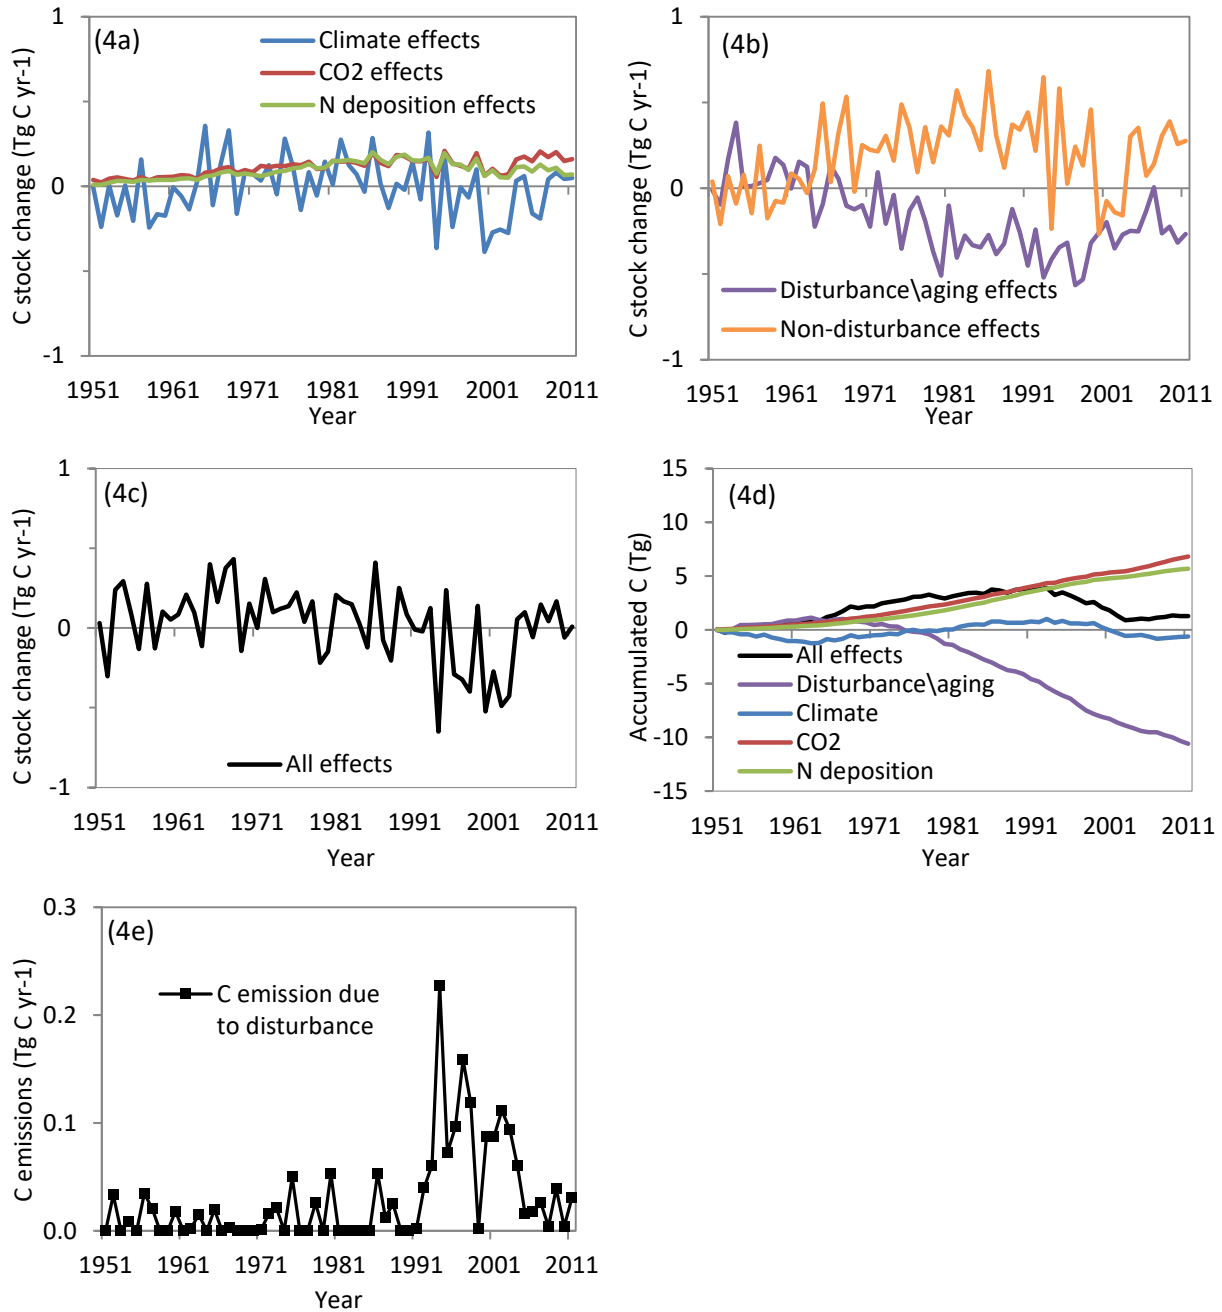 (4a)
C stock change (Tg C yr-1)
1
0
-1
Climate effects
CO2 effects
N deposition effects
1951 1961 1971 1981 1991 2001 2011
Year
(4b)
C stock change (Tg C yr-1)
1
0
-1
Disturbance\aging effects
Non-disturbance effects
1951 1961 1971 1981 1991 2001 2011
Year
(4c)
C stock change (Tg C yr-1)
1
0
-1
All effects
1951 1961 1971 1981 1991 2001 2011
Year
(4d)
Accumulated C (Tg)
15
10
5
0
-5
-10
-15
All effects
Disturbance\aging
Climate
CO2
N deposition
1951 1961 1971 1981 1991 2001 2011
Year
(4e)
C emissions (Tg C yr-1)
0.3
0.2
0.1
0.0
C emission due
to disturbance
1951 1961 1971 1981 1991 2001 2011
Year